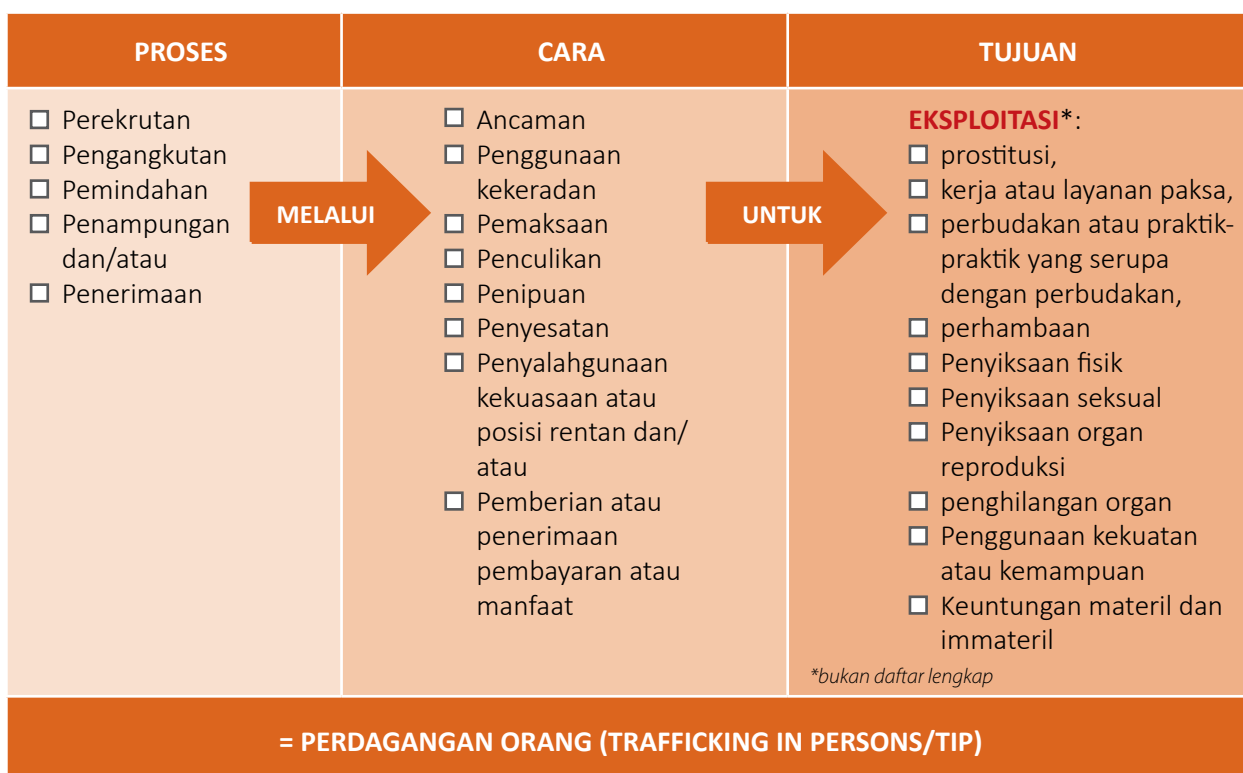 PROSES
Perekrutan
Pengangkutan
Pemindahan
Penampungan
dan/atau
Penerimaan
MELALUI
CARA
Ancaman
Penggunaan
kekeradan
Pemaksaan
Penculikan
Penipuan
Penyesatan
Penyalahgunaan
kekuasaan atau
posisi rentan dan/
atau
Pemberian atau
penerimaan
pembayaran atau
manfaat
UNTUK
TUJUAN
EKSPLOITASI*:
prostitusi,
kerja atau layanan paksa,
perbudakan atau praktik-
praktik yang serupa
dengan perbudakan,
perhambaan
Penyiksaan fisik
Penyiksaan seksual
Penyiksaan organ
reproduksi
penghilangan organ
Penggunaan kekuatan
atau kemampuan
Keuntungan materil dan
immateril
*bukan daftar lengkap
= PERDAGANGAN ORANG (TRAFFICKING IN PERSONS/TIP)